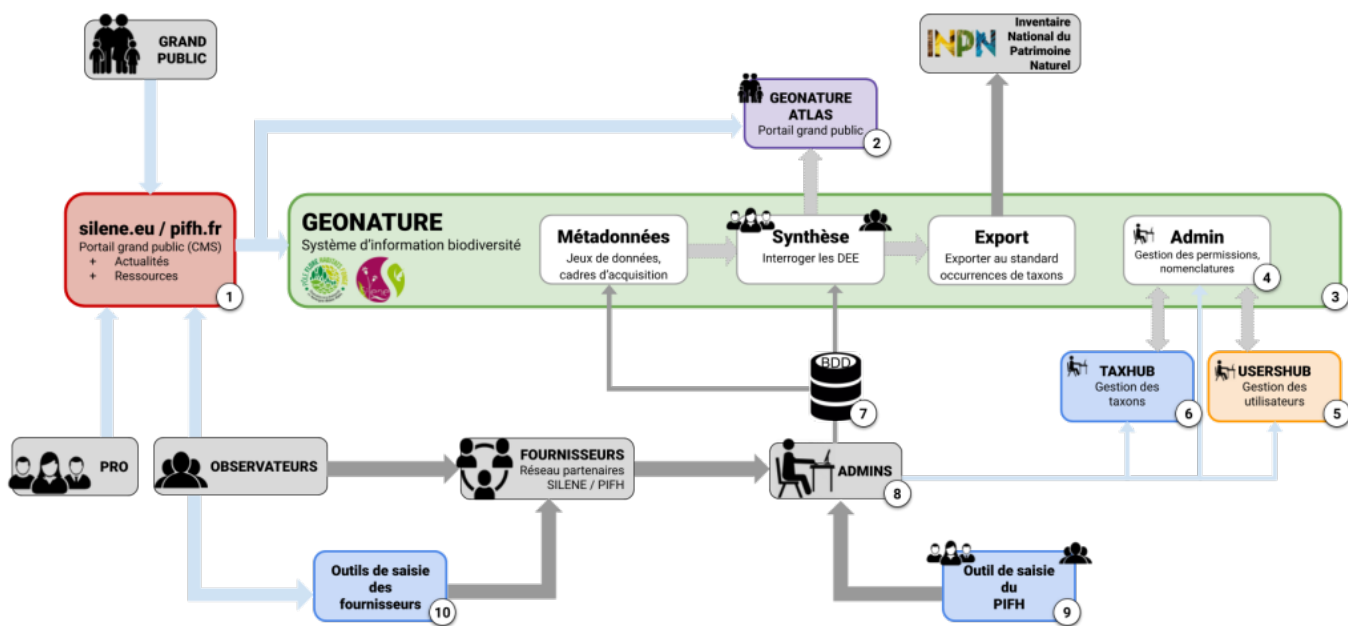 GRAND
PUBLIC
INPN
Inventaire
National du
Patrimoine
Naturel
GEONATURE
ATLAS
Portail grand public
2
silene.eu / pifh.fr
Portail grand public (CMS)
+ Actualités
+ Ressources
1
GEONATURE
Système d'information biodiversité
Métadonnées
Jeux de données,
cadres d'acquisition
Synthèse
Interroger les DEE
Export
Exporter au standard
occurrences de taxons
Admin
Gestion des permissions,
nomenclatures
4
3
BDD
7
TAXHUB
Gestion des
taxons
6
USERSHUB
Gestion des
utilisateurs
5
PRO
OBSERVATEURS
FOURNISSEURS
Réseau partenaires
SILENE / PIFH
ADMINS
8
Outils de saisie
des
fournisseurs
10
Outil de saisie
du
PIFH
9